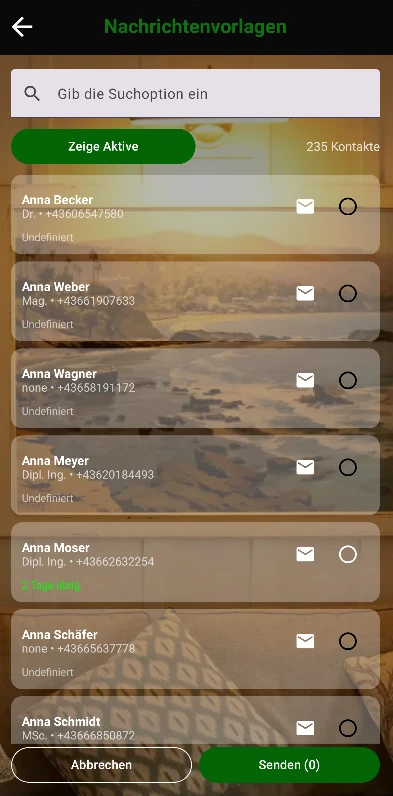 Nachrichtenvorlagen
Gib die Suchoption ein
Zeige Aktive
235 Kontakte
Anna Becker
Dr. • +43606547580
Undefiniert
Anna Weber
Mag. • +43661907633
Undefiniert
Anna Wagner
none • +43658191172
Undefiniert
Anna Meyer
Dipl. Ing. • +43620184493
Undefiniert
Anna Moser
Dipl. Ing. • +43662632254
2 Tage übrig
Anna Schäfer
none • +43665637778
Undefiniert
Anna Schmidt
MSc. • +43666850872
Abbrechen
Senden (0)